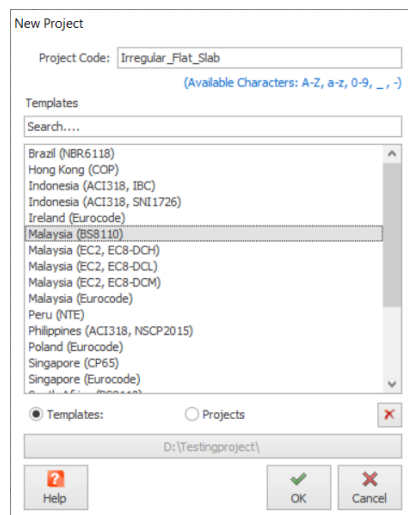 New Project
Project Code: Irregular_Flat_Slab
(Available Characters: A-Z, a-z, 0-9, _ , -)
Templates
Search....
Brazil (NBR6118)
Hong Kong (COP)
Indonesia (ACI318, IBC)
Indonesia (ACI318, SNI1726)
Ireland (Eurocode)
Malaysia (BS8110)
Malaysia (EC2, EC8-DCH)
Malaysia (EC2, EC8-DCL)
Malaysia (EC2, EC8-DCM)
Malaysia (Eurocode)
Peru (NTE)
Philippines (ACI318, NSCP2015)
Poland (Eurocode)
Singapore (CP65)
Singapore (Eurocode)
Templates: Projects
D:\Testingproject\
Help OK Cancel